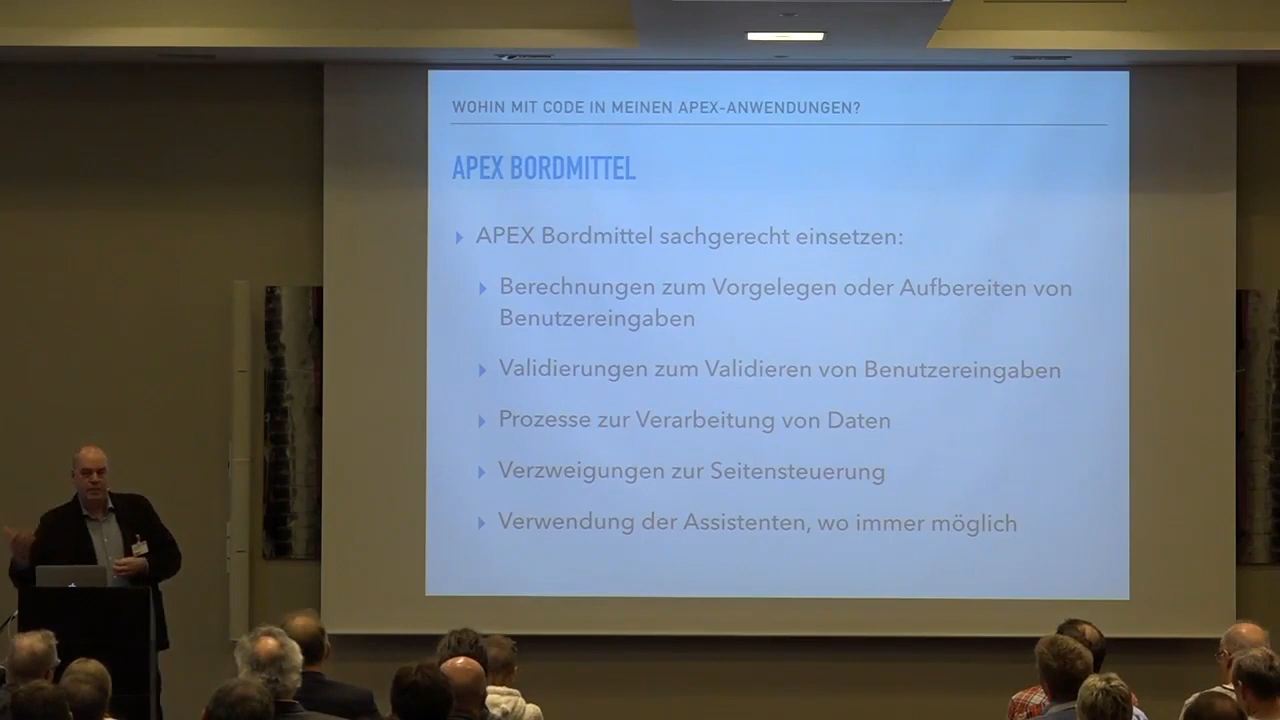 WOHIN MIT CODE IN MEINEN APEX-ANWENDUNGEN?
APEX BORDMITTEL
APEX Bordmittel sachgerecht einsetzen:
Berechnungen zum Vorgelegen oder Aufbereiten von
Benutzereingaben
Validierungen zum Validieren von Benutzereingaben
Prozesse zur Verarbeitung von Daten
Verzweigungen zur Seitensteuerung
Verwendung der Assistenten, wo immer möglich